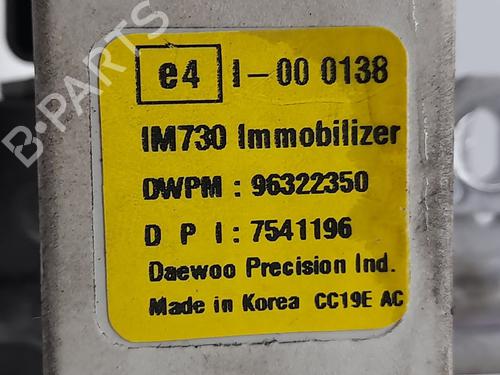 e4 I-00 0138
IM730 Immobilizer
DWPM : 96322350
D P I : 7541196
Daewoo Precision Ind.
Made in Korea CC19E AC
B-PARTS